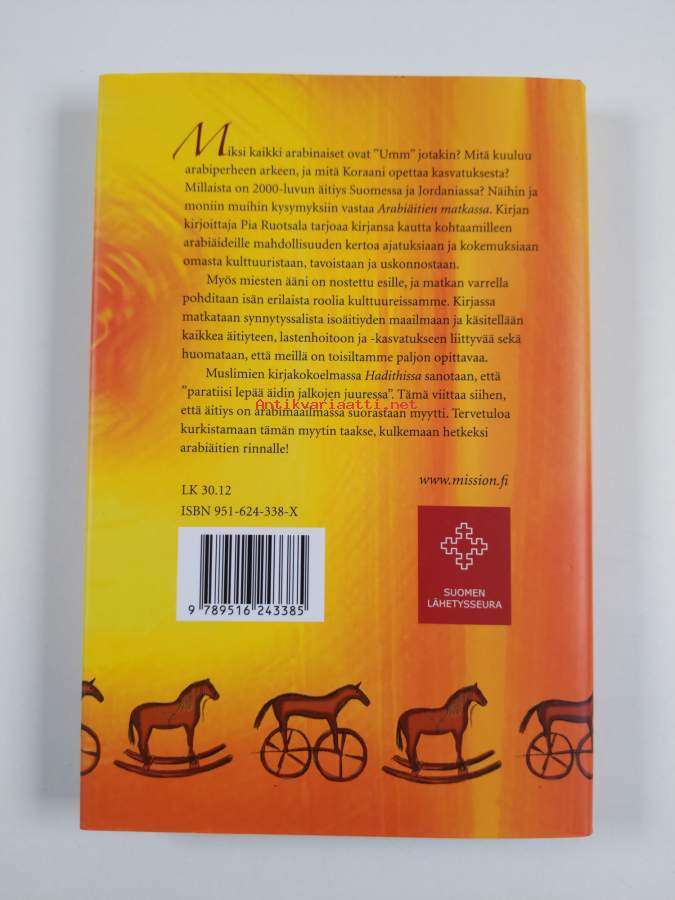 Miksi kaikki arabinaiset ovat "Umm" jotakin? Mitä kuuluu
arabiperheen arkeen, ja mitä Koraani opettaa kasvatuksesta?
Millaista on 2000-luvun äitiys Suomessa ja Jordaniassa? Näihin ja
moniin muihin kysymyksiin vastaa Arabiäitien matkassa. Kirjan
kirjoittaja Pia Ruotsala tarjoaa kirjansa kautta kohtaamilleen
arabiäideille mahdollisuuden kertoa ajatuksiaan ja kokemuksiaan
omasta kulttuuristaan, tavoistaan ja uskonnostaan.
Myös miesten ääni on nostettu esille, ja matkan varrella
pohditaan isän erilaista roolia kulttuureissamme. Kirjassa
matkataan synnytyssalista isoäitiyden maailmaan ja käsitellään
kaikkea äitiyteen, lastenhoitoon ja -kasvatukseen liittyvää sekä
huomataan, että meillä on toisiltamme paljon opittavaa.
Muslimien kirjakokoelmassa Hadithissa sanotaan, että
"paratiisi lepää äidin jalkojen juuressa". Tämä viittaa siihen,
Antikvariaatti.net
että äitiys on arabimaailmassa suorastaan myytti. Tervetuloa
kurkistamaan tämän myytin taakse, kulkemaan hetkeksi
arabiäitien rinnalle!
www.mission.fi
LK 30.12
ISBN 951-624-338-X
SUOMEN
LÄHETYSSEURA
9 789516 243385